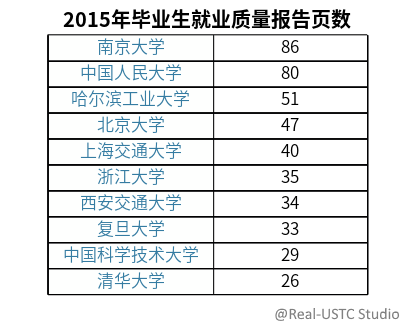 2015年毕业生就业质量报告页数
南京大学 86
中国人民大学 80
哈尔滨工业大学 51
北京大学 47
上海交通大学 40
浙江大学 35
西安交通大学 34
复旦大学 33
中国科学技术大学 29
清华大学 26
@Real-USTC Studio